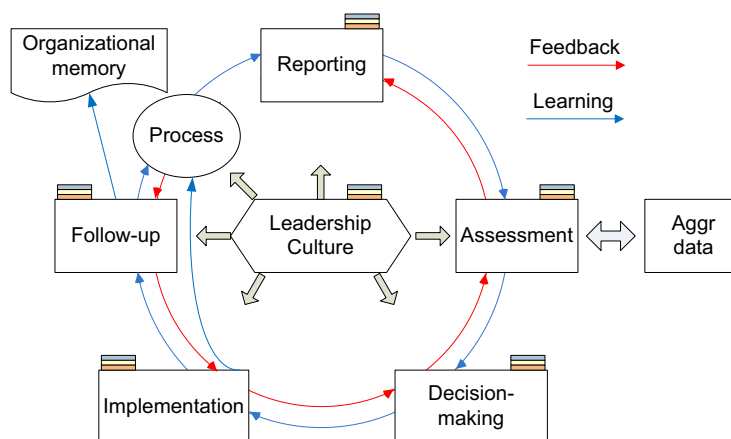 Organizational
memory
Reporting
Feedback
Learning
Process
Follow-up
Leadership
Culture
Assessment
Aggr
data
Implementation
Decision-
making